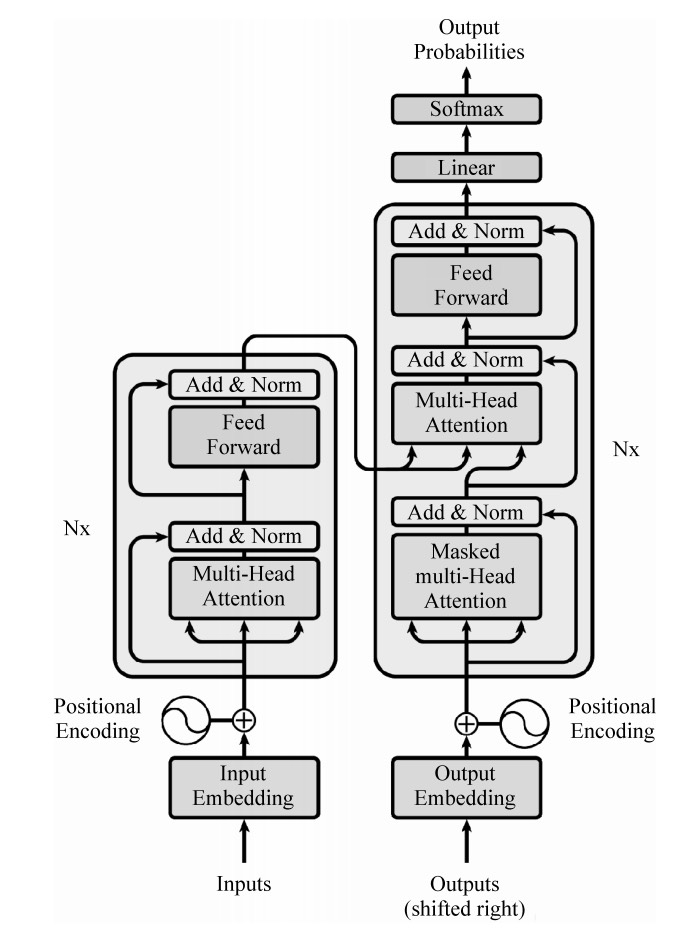 Output
Probabilities
Softmax
Linear
Add & Norm
Feed
Forward
Add & Norm
Multi-Head
Attention
Nx
Add & Norm
Masked
multi-Head
Attention
Add & Norm
Feed
Forward
Nx
Add & Norm
Multi-Head
Attention
Positional
Encoding
Positional
Encoding
Input
Embedding
Output
Embedding
Inputs
Outputs
(shifted right)